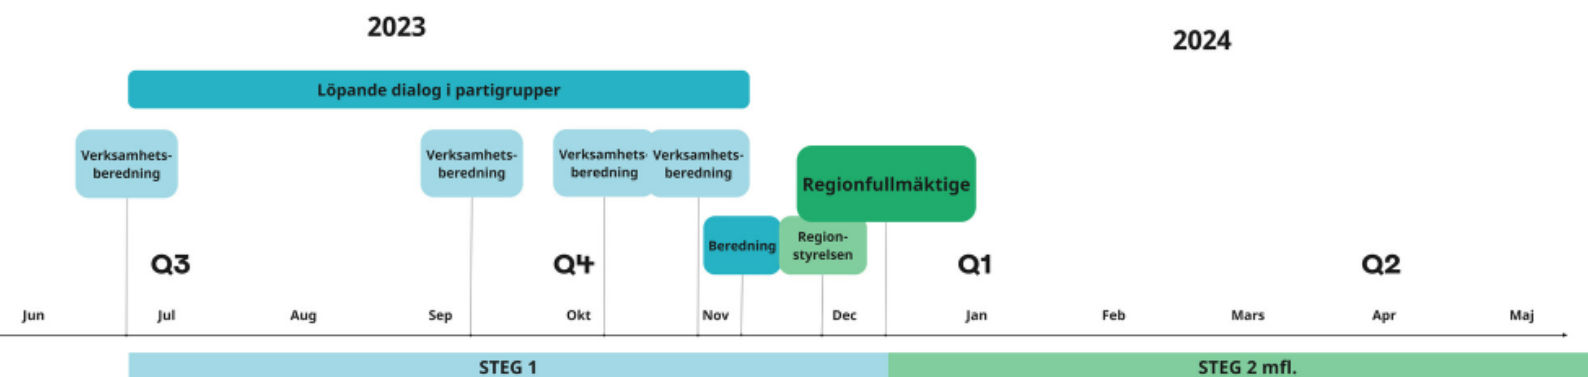 2023
2024
Löpande dialog i partigrupper
Verksamhets-
beredning
Verksamhets-
beredning
Verksamhets-
beredning
Verksamhets-
beredning
Regionfullmäktige
Beredning
Region-
styrelsen
Q3
Q4
Q1
Q2
Jun
Jul
Aug
Sep
Okt
Nov
Dec
Jan
Feb
Mars
Apr
Maj
STEG 1
STEG 2 mfl.